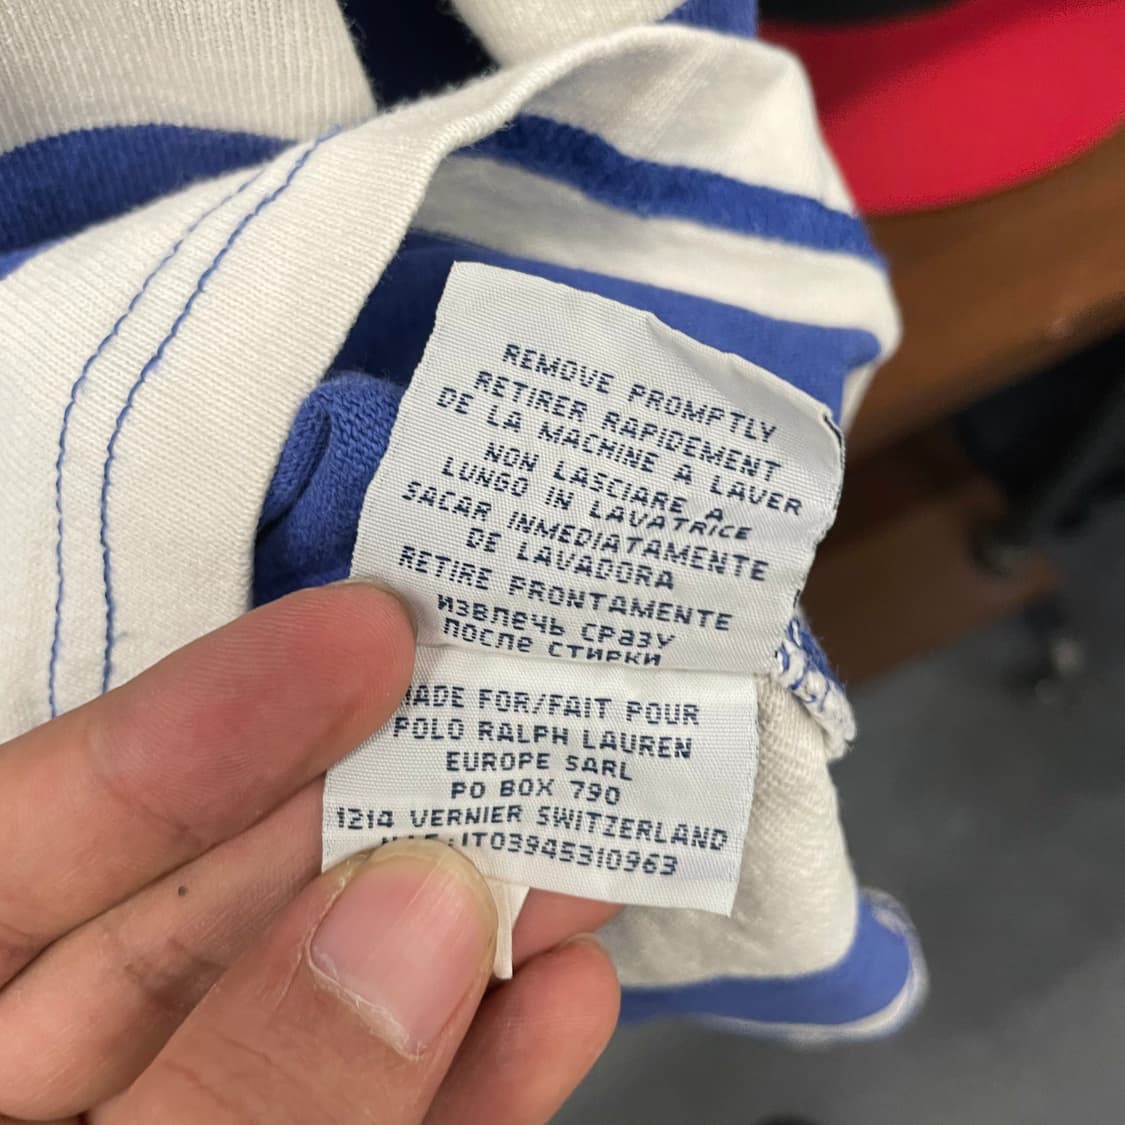 REMOVE PROMPTLY
RETIRER RAPIDEMENT
DE LA MACHINE A LAVER
NON LASCIARE A
LUNGO IN LAVATRICE
SACAR INMEDIATAMENTE
DE LAVADORA
RETIRE PRONTAMENTE
ИЗВЛЕЧЬ СРАЗУ
ПОСЛЕ СТИРКИ
MADE FOR/FAIT POUR
POLO RALPH LAUREN
EUROPE SARL
PO BOX 790
1214 VERNIER SWITZERLAND
:IT03945310963